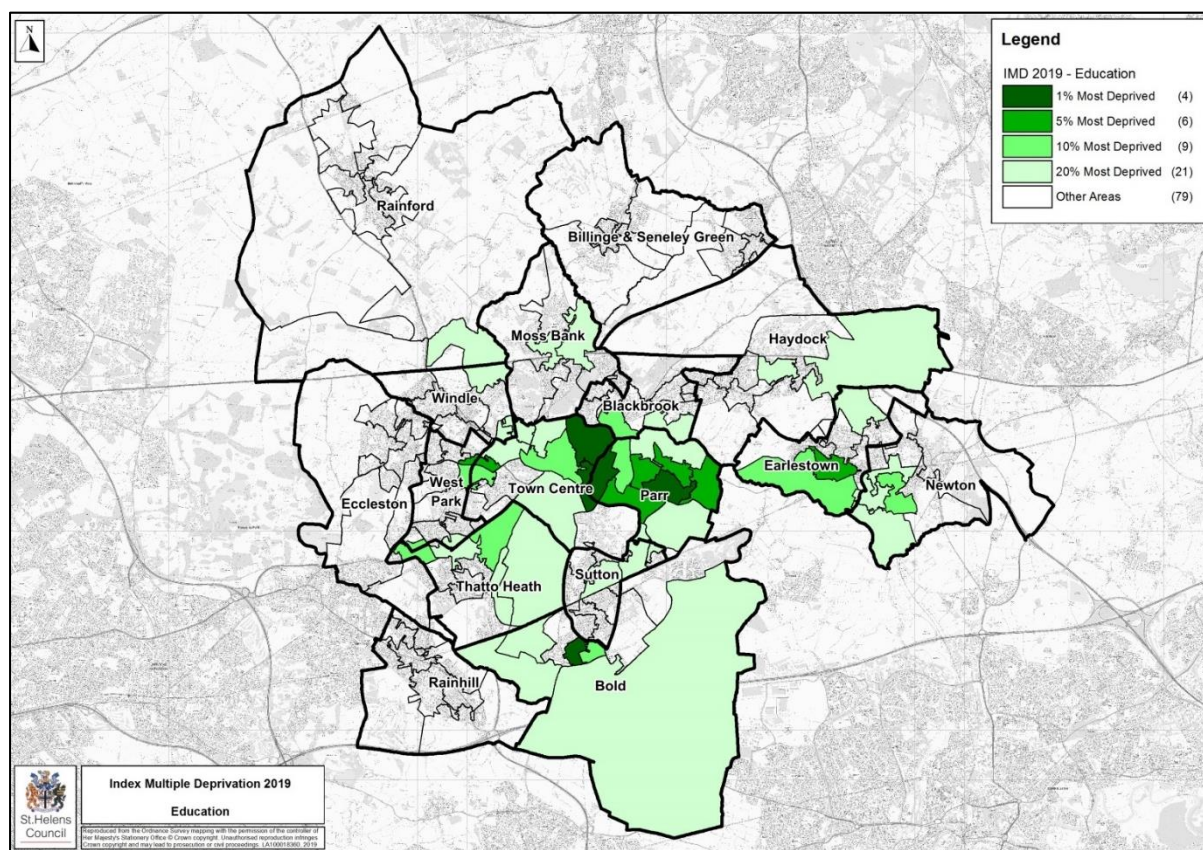 N
Legend
IMD 2019 - Education
1% Most Deprived (4)
5% Most Deprived (6)
10% Most Deprived (9)
20% Most Deprived (21)
Other Areas (79)
Rainford
Billinge & Seneley Green
Moss Bank
Haydock
Windle
Blackbrook
Earlestown
West
Park
Town Centre
Parr
Newton
Eccleston
Sutton
Thatto Heath
Rainhill
Bold
St.Helens
Council
Index Multiple Deprivation 2019
Education
Reproduced from the Ordnance Survey mapping with the permission of the controller of
Her Majesty's Stationery Office © Crown copyright. Unauthorised reproduction infringes
Crown copyright and may lead to prosecution or civil proceedings. LA100018360, 2019